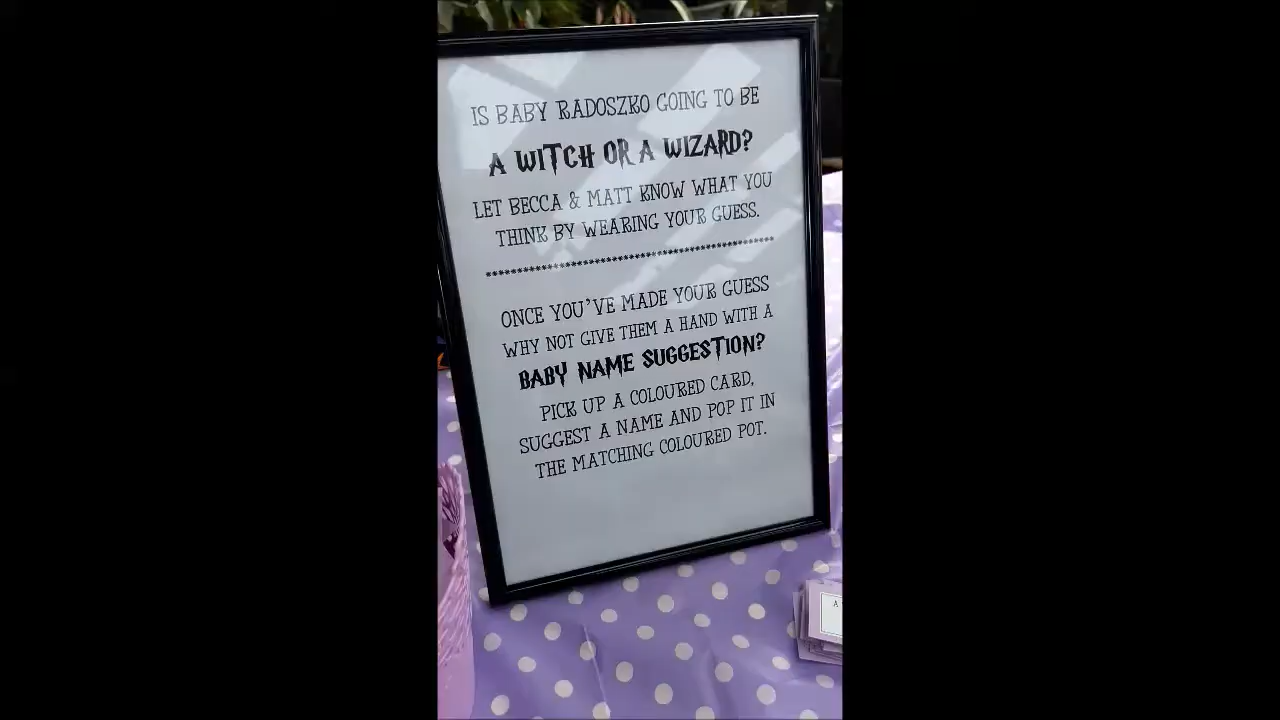 IS BABY RADOSZKO GOING TO BE
A WITCH OR A WIZARD?
LET BECCA & MATT KNOW WHAT YOU
THINK BY WEARING YOUR GUESS.
**********************************************
ONCE YOU'VE MADE YOUR GUESS
WHY NOT GIVE THEM A HAND WITH A
BABY NAME SUGGESTION?
PICK UP A COLOURED CARD,
SUGGEST A NAME AND POP IT IN
THE MATCHING COLOURED POT.
A